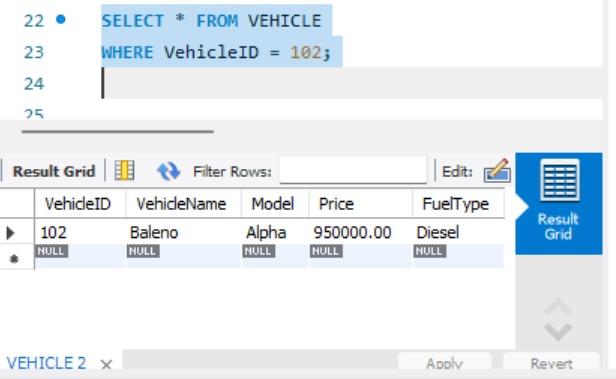 22 SELECT * FROM VEHICLE
23 WHERE VehicleID = 102;
24
25
Result Grid Filter Rows: Edit:
VehicleID VehicleName Model Price FuelType
102 Baleno Alpha 950000.00 Diesel
NULL NULL NULL NULL NULL
Result
Grid
VEHICLE 2 Apply Revert